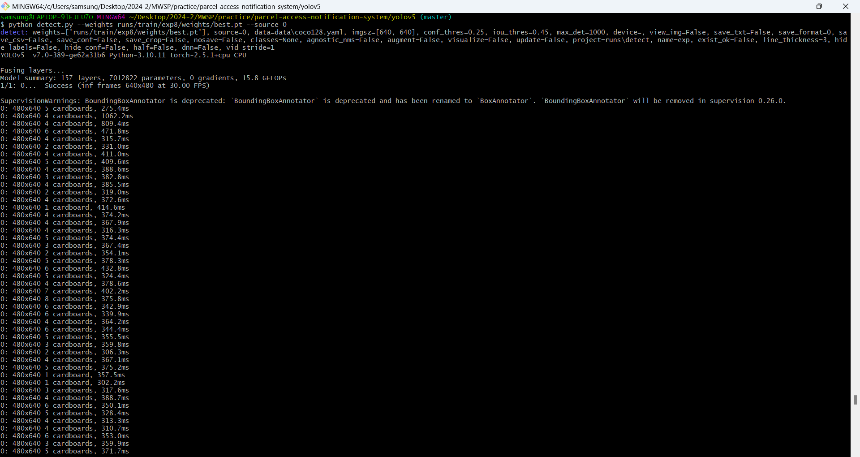 MINGW64:/c/Users/samsung/Desktop/2024-2/MWSP/practice/parcel-access-notification-system/yolov5
samsung@LAPTOP-91 MINGW64 ~/Desktop/2024-2/MWSP/practice/parcel-access-notification-system/yolov5 (master)
$ python detect.py --weights runs/train/exp8/weights/best.pt --source 0
detect: weights=['runs/train/exp8/weights/best.pt'], source=0, data=data\coco128.yaml, imgsz=[640, 640], conf_thres=0.25, iou_thres=0.45, max_det=1000, device=, view_img=False, save_txt=False, save_format=0, sa
ve_csv=False, save_conf=False, save_crop=False, nosave=False, classes=None, agnostic_nms=False, augment=False, visualize=False, update=False, project=runs\detect, name=exp, exist_ok=False, line_thickness=3, hid
e_labels=False, hide_conf=False, half=False, dnn=False, vid_stride=1
YOLOv5 v7.0-389-ge62a31b6 Python-3.10.11 torch-2.5.1+cpu CPU
Fusing layers...
Model summary: 157 layers, 7012822 parameters, 0 gradients, 15.8 GFLOPs
1/1: 0... Success (inf frames 640x480 at 30.00 FPS)
SupervisionWarnings: BoundingBoxAnnotator is deprecated: `BoundingBoxAnnotator` is deprecated and has been renamed to `BoxAnnotator`. `BoundingBoxAnnotator` will be removed in supervision 0.26.0.
0: 480x640 5 cardboards, 275.4ms
0: 480x640 4 cardboards, 1062.2ms
0: 480x640 4 cardboards, 809.4ms
0: 480x640 6 cardboards, 471.8ms
0: 480x640 4 cardboards, 315.7ms
0: 480x640 2 cardboards, 331.0ms
0: 480x640 4 cardboards, 411.0ms
0: 480x640 5 cardboards, 409.6ms
0: 480x640 4 cardboards, 388.6ms
0: 480x640 3 cardboards, 382.8ms
0: 480x640 4 cardboards, 385.5ms
0: 480x640 2 cardboards, 319.0ms
0: 480x640 4 cardboards, 372.6ms
0: 480x640 1 cardboard, 414.6ms
0: 480x640 4 cardboards, 374.2ms
0: 480x640 4 cardboards, 367.9ms
0: 480x640 4 cardboards, 316.3ms
0: 480x640 5 cardboards, 374.4ms
0: 480x640 3 cardboards, 367.4ms
0: 480x640 2 cardboards, 354.1ms
0: 480x640 5 cardboards, 378.3ms
0: 480x640 6 cardboards, 432.8ms
0: 480x640 5 cardboards, 324.4ms
0: 480x640 4 cardboards, 378.6ms
0: 480x640 7 cardboards, 402.2ms
0: 480x640 8 cardboards, 375.8ms
0: 480x640 6 cardboards, 342.9ms
0: 480x640 6 cardboards, 339.9ms
0: 480x640 4 cardboards, 364.2ms
0: 480x640 6 cardboards, 344.4ms
0: 480x640 5 cardboards, 355.5ms
0: 480x640 3 cardboards, 359.8ms
0: 480x640 2 cardboards, 306.3ms
0: 480x640 4 cardboards, 367.1ms
0: 480x640 5 cardboards, 375.2ms
0: 480x640 1 cardboard, 357.5ms
0: 480x640 1 cardboard, 302.2ms
0: 480x640 3 cardboards, 317.6ms
0: 480x640 4 cardboards, 388.7ms
0: 480x640 6 cardboards, 350.1ms
0: 480x640 5 cardboards, 328.4ms
0: 480x640 4 cardboards, 313.3ms
0: 480x640 4 cardboards, 310.7ms
0: 480x640 6 cardboards, 353.0ms
0: 480x640 3 cardboards, 359.9ms
0: 480x640 5 cardboards, 371.7ms